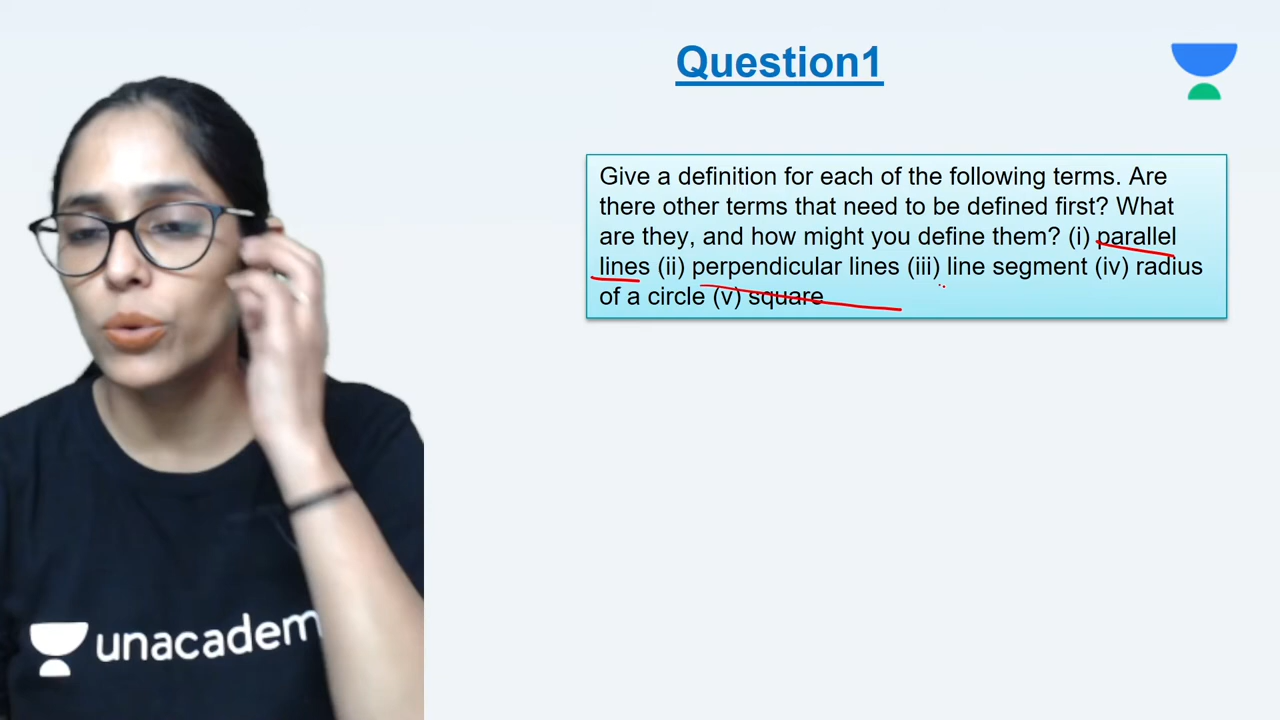 Question1
Give a definition for each of the following terms. Are
there other terms that need to be defined first? What
are they, and how might you define them? (i) parallel
lines (ii) perpendicular lines (iii) line segment (iv) radius
of a circle (v) square
unacadem